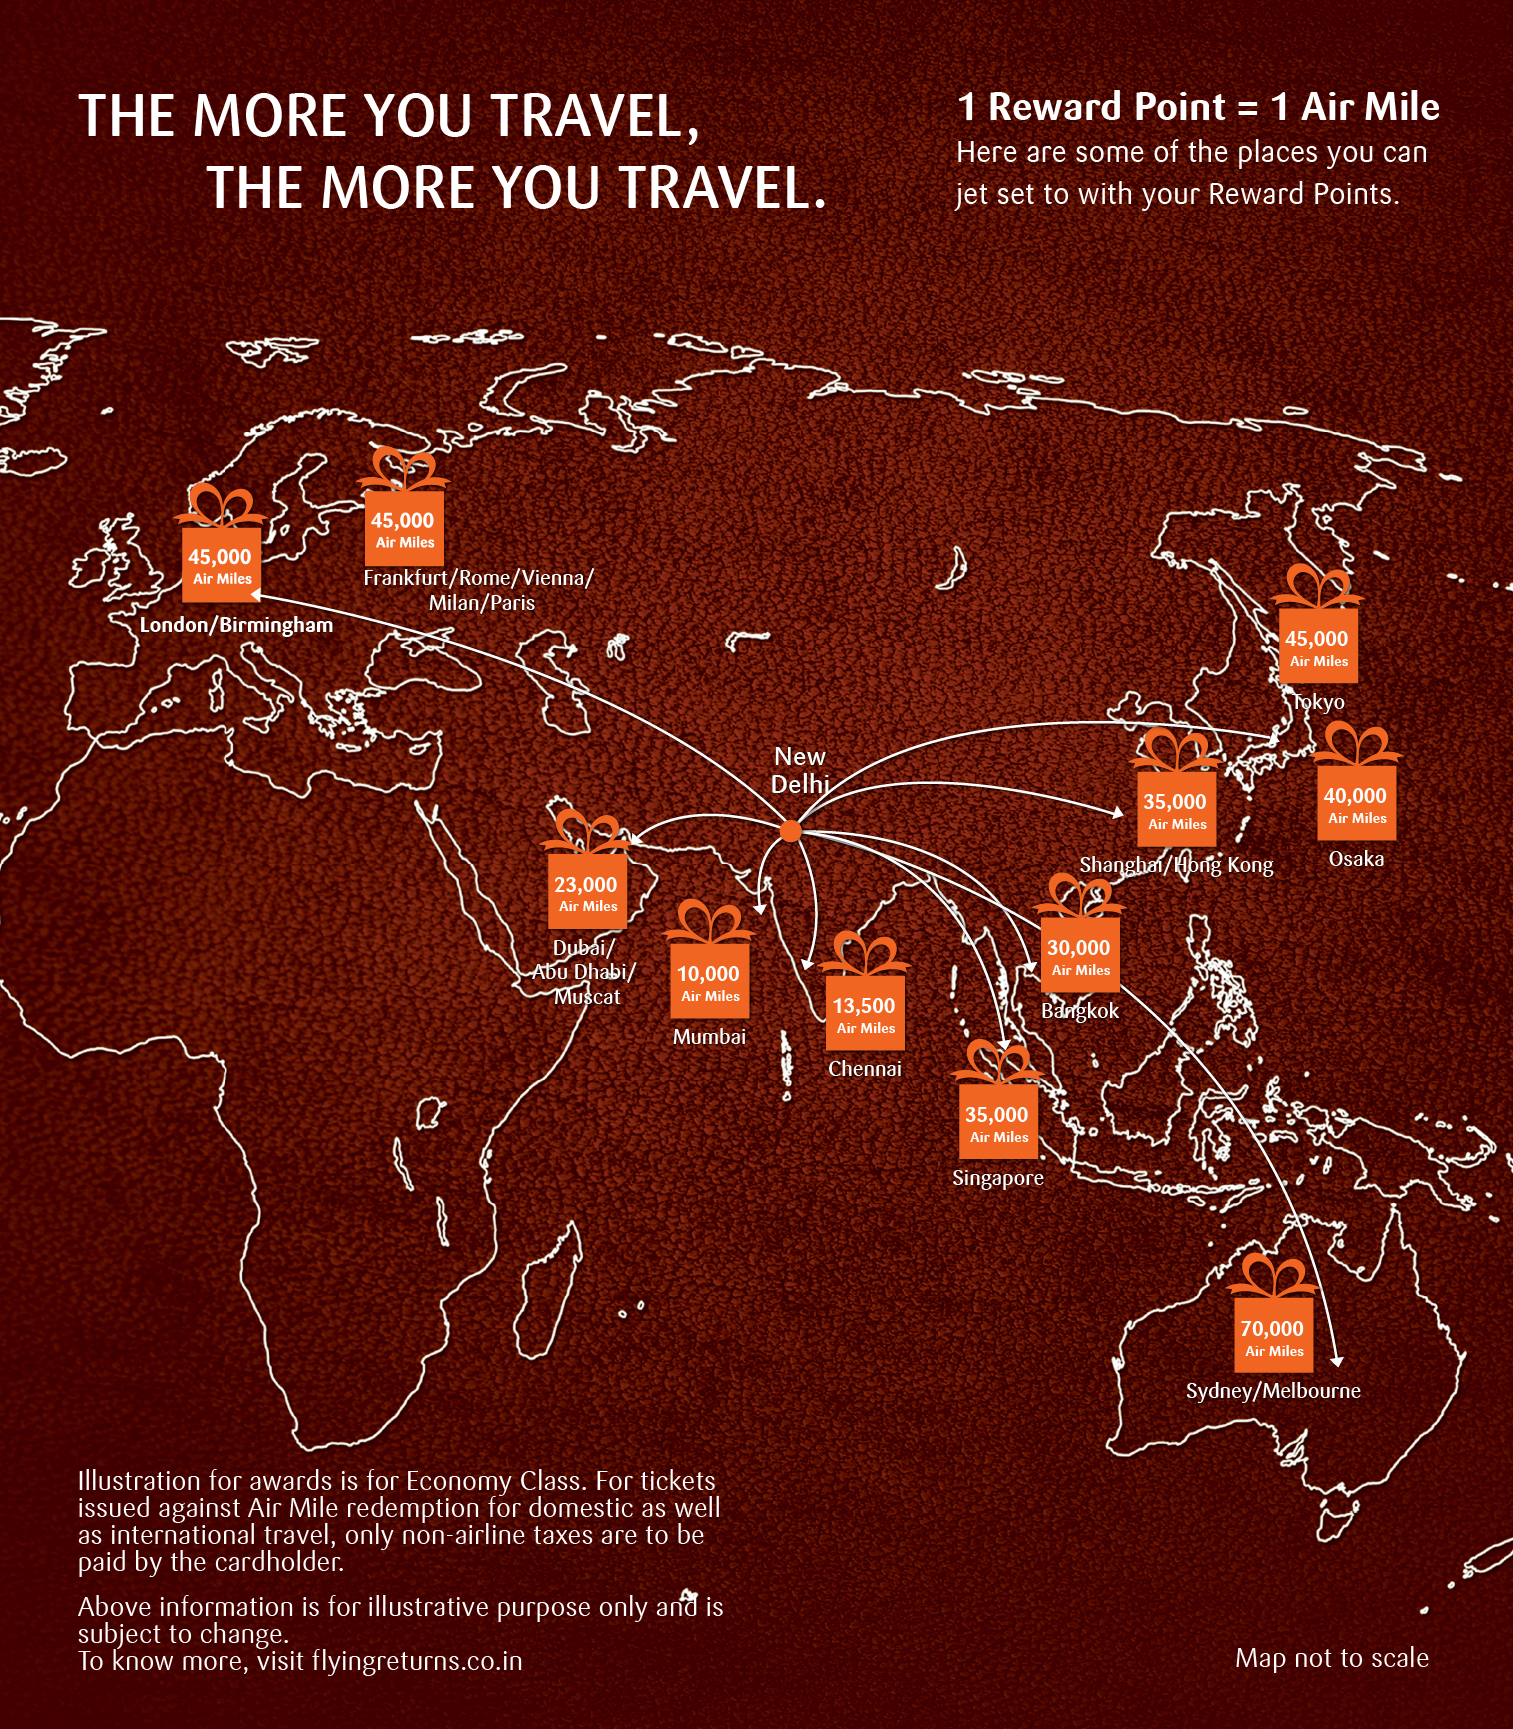 THE MORE YOU TRAVEL,
THE MORE YOU TRAVEL.
1 Reward Point = 1 Air Mile
Here are some of the places you can
jet set to with your Reward Points.
45,000
Air Miles
Frankfurt/Rome/Vienna/
Milan/Paris
45,000
Air Miles
London/Birmingham
45,000
Air Miles
Tokyo
New
Delhi
35,000
Air Miles
Shanghai/Hong Kong
40,000
Air Miles
Osaka
23,000
Air Miles
Dubai/
Abu Dhabi/
Muscat
10,000
Air Miles
Mumbai
13,500
Air Miles
Chennai
30,000
Air Miles
Bangkok
35,000
Air Miles
Singapore
70,000
Air Miles
Sydney/Melbourne
Illustration for awards is for Economy Class. For tickets
issued against Air Mile redemption for domestic as well
as international travel, only non-airline taxes are to be
paid by the cardholder.
Above information is for illustrative purpose only and is
subject to change.
To know more, visit flyingreturns.co.in
Map not to scale